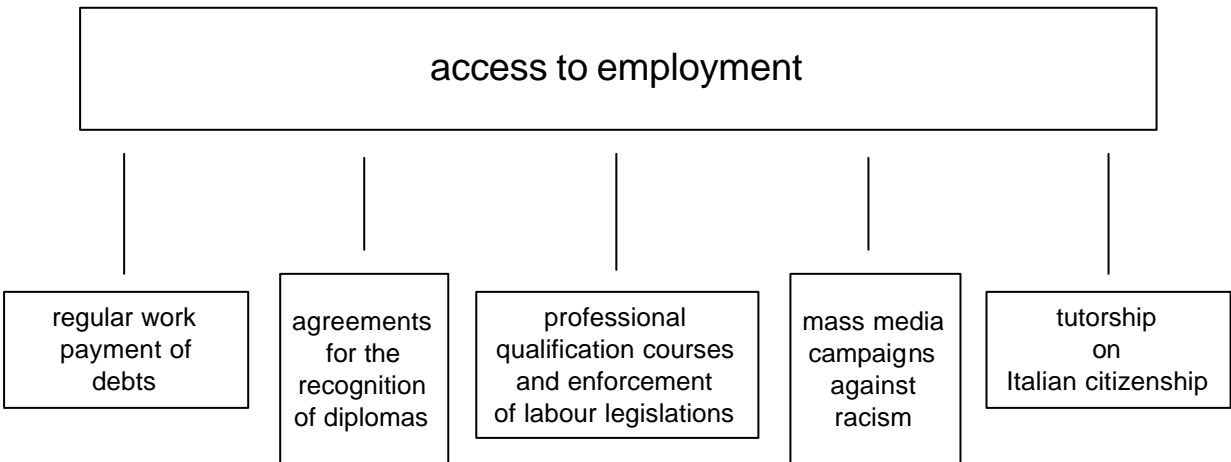 access to employment
regular work
payment of
debts
agreements
for the
recognition
of diplomas
professional
qualification courses
and enforcement
of labour legislations
mass media
campaigns
against
racism
tutorship
on
Italian citizenship